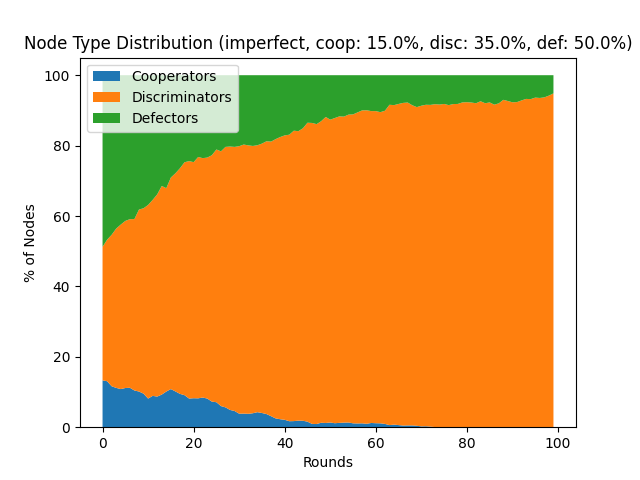 Node Type Distribution (imperfect, coop: 15.0%, disc: 35.0%, def: 50.0%)
Cooperators
Discriminators
Defectors
% of Nodes
100
80
60
40
20
0
0 20 40 60 80 100
Rounds